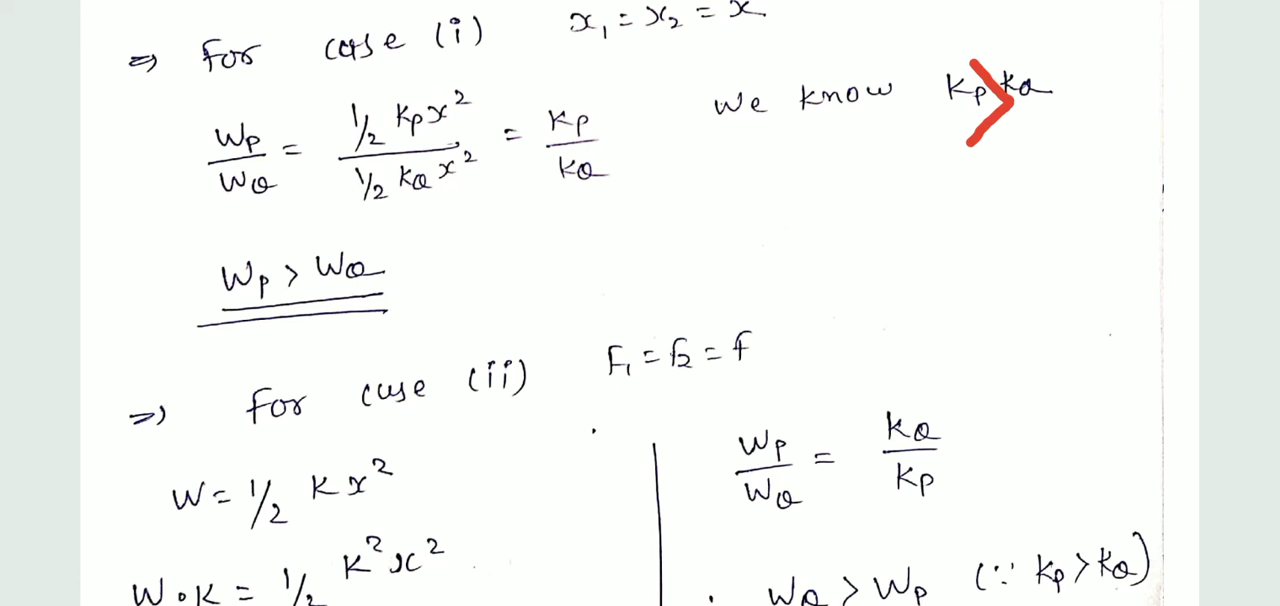 ⇒ For case (i) x₁ = x₂ = x
Wp/WQ = ½ Kp x² / ½ KQ x² = Kp/KQ We know Kp > KQ
Wp > WQ
⇒ For case (ii) F₁ = f₂ = f
W = ½ K x²
W∘K = ½ K² x²
Wp/WQ = KQ/Kp
WQ > Wp (∵ Kp > KQ)